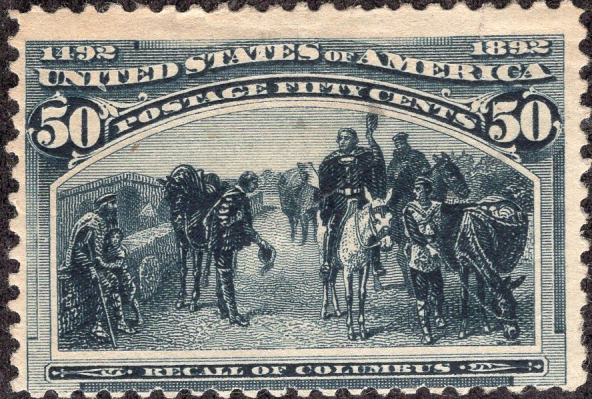 1492 1892
UNITED STATES OF AMERICA
50 POSTAGE FIFTY CENTS 50
RECALL OF COLUMBUS